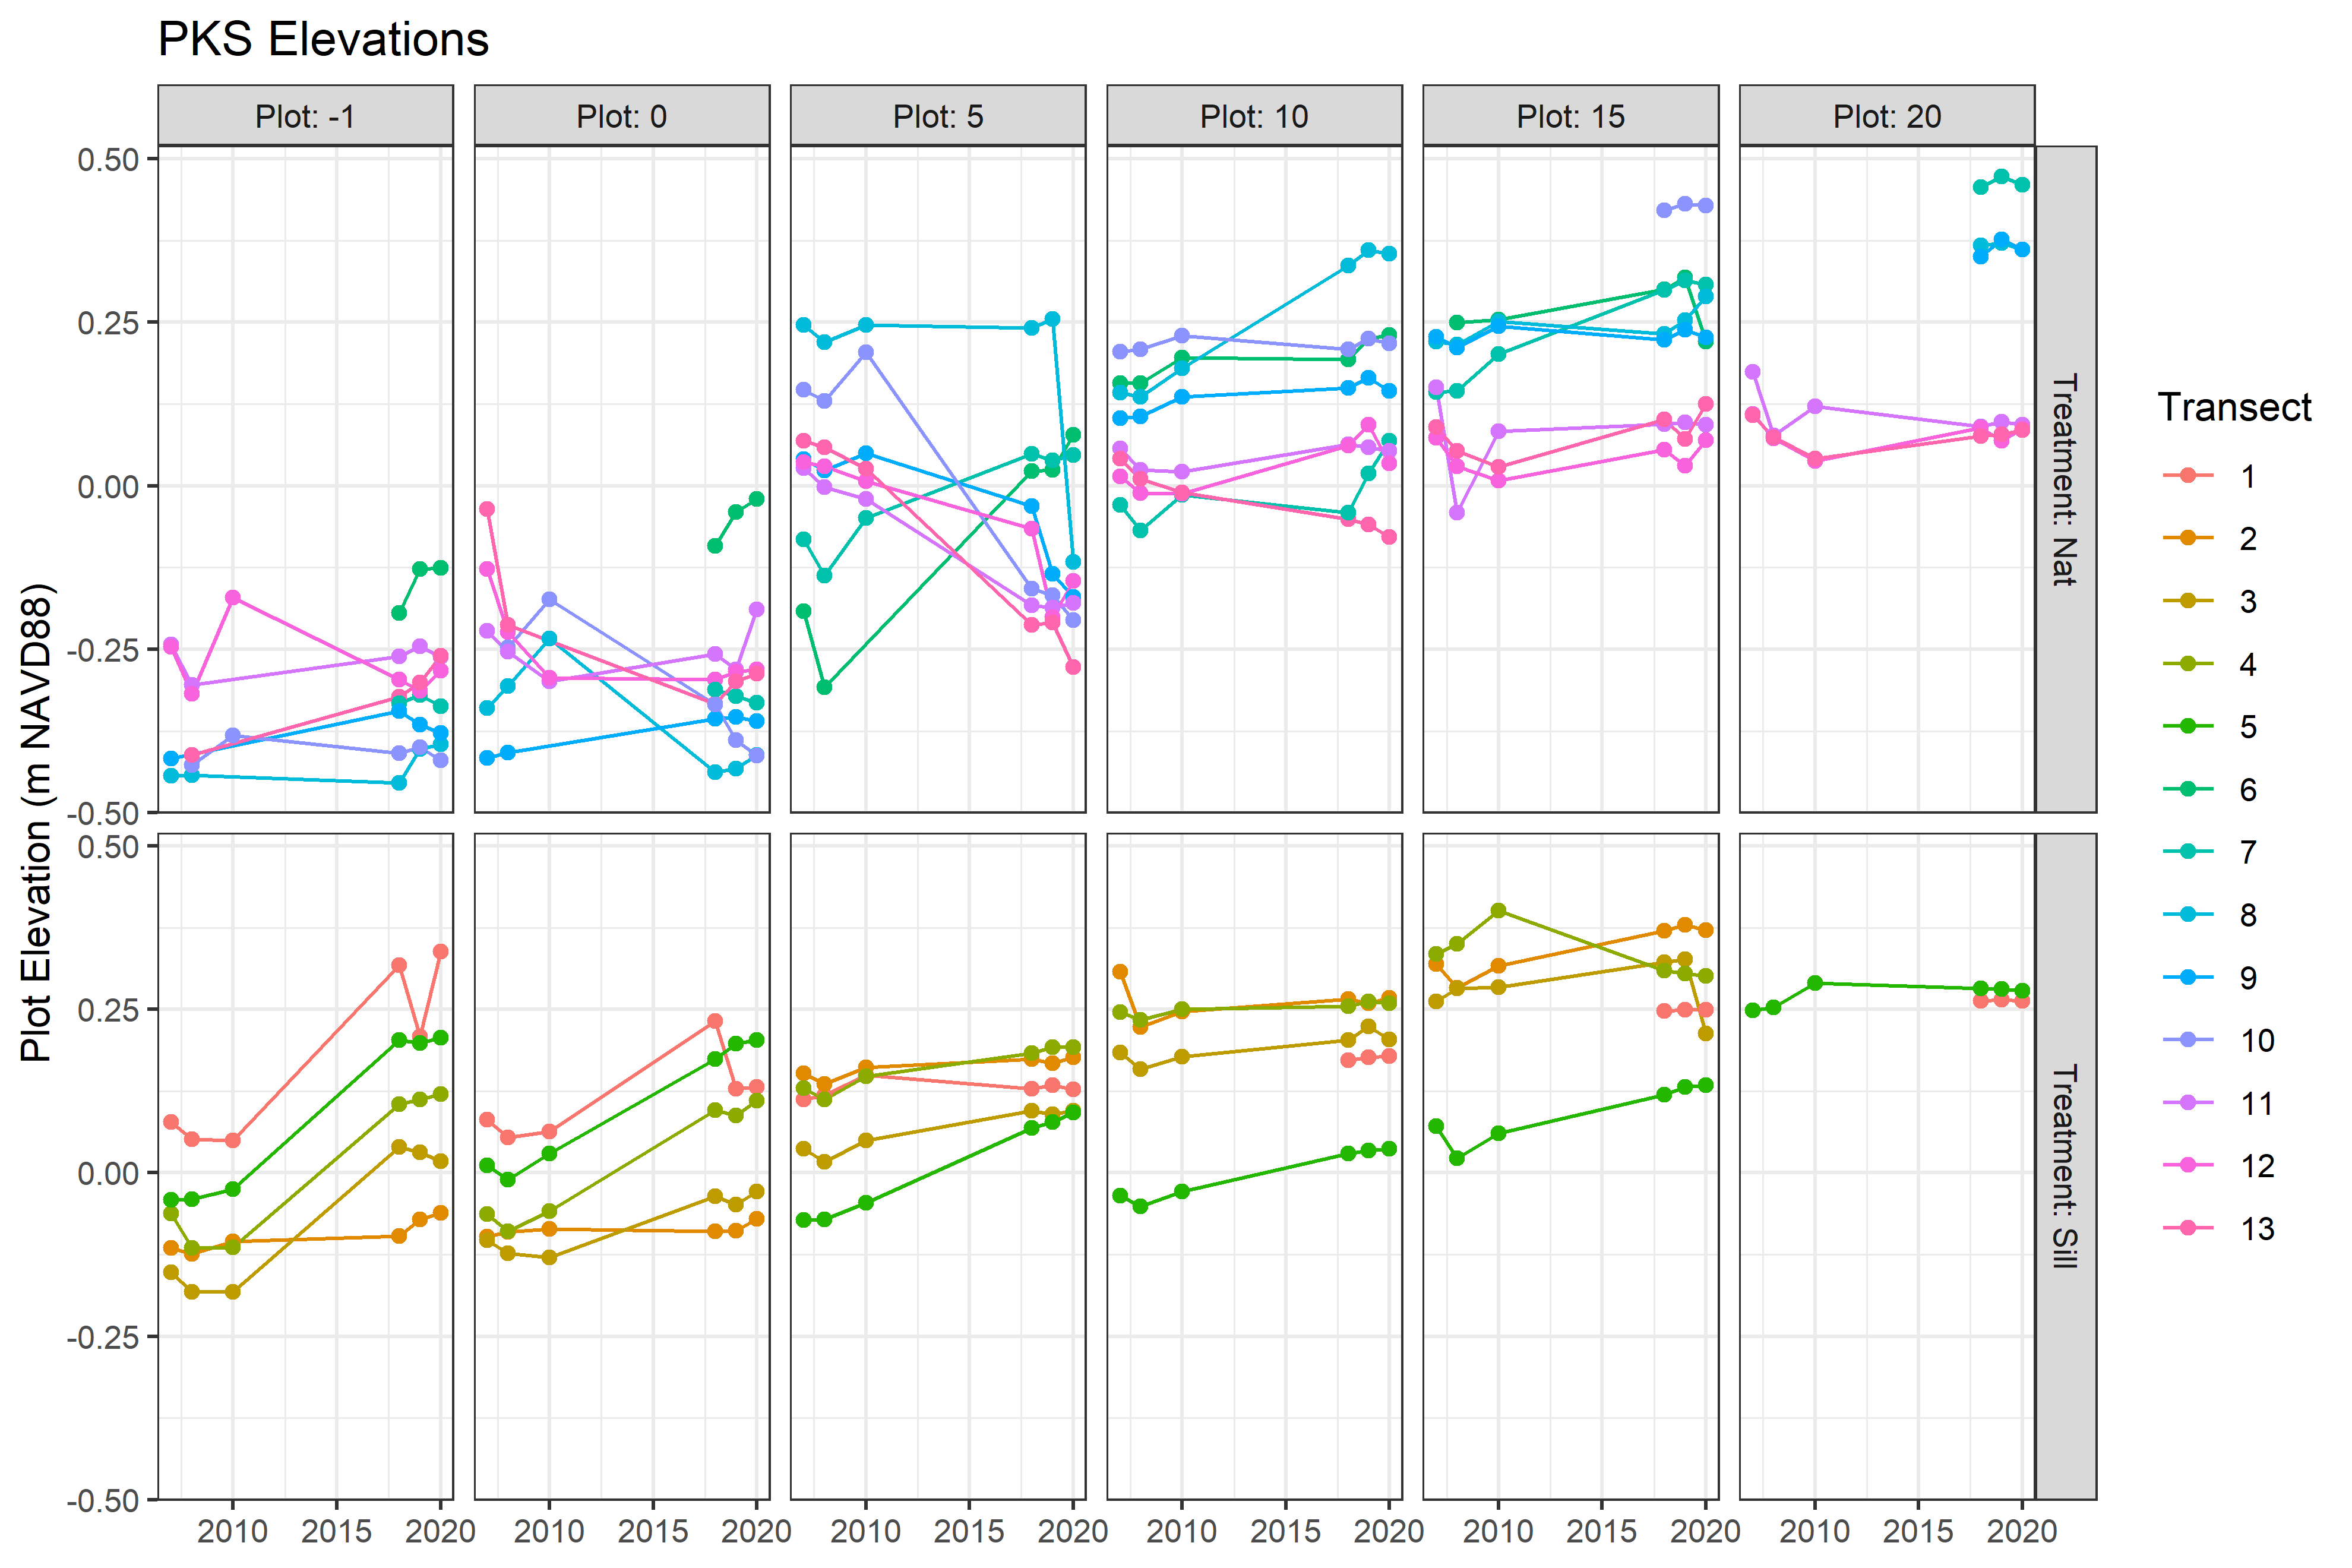 PKS Elevations
Plot: -1
Plot: 0
Plot: 5
Plot: 10
Plot: 15
Plot: 20
Plot Elevation (m NAVD88)
0.50
0.25
0.00
-0.25
-0.50
Treatment: Nat
0.50
0.25
0.00
-0.25
-0.50
Treatment: Sill
2010 2015 2020
2010 2015 2020
2010 2015 2020
2010 2015 2020
2010 2015 2020
2010 2015 2020
Transect
1
2
3
4
5
6
7
8
9
10
11
12
13